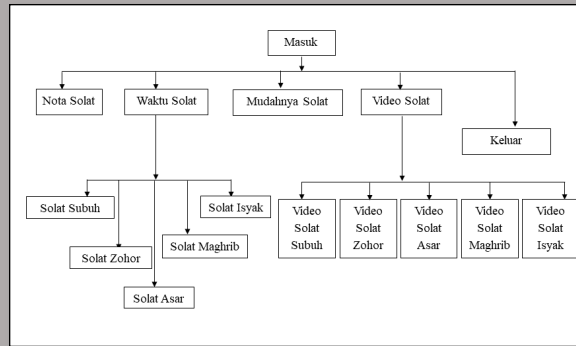 Masuk
Nota Solat
Waktu Solat
Mudahnya Solat
Video Solat
Keluar
Solat Subuh
Solat Zohor
Solat Asar
Solat Maghrib
Solat Isyak
Video
Solat
Subuh
Video
Solat
Zohor
Video
Solat
Asar
Video
Solat
Maghrib
Video
Solat
Isyak